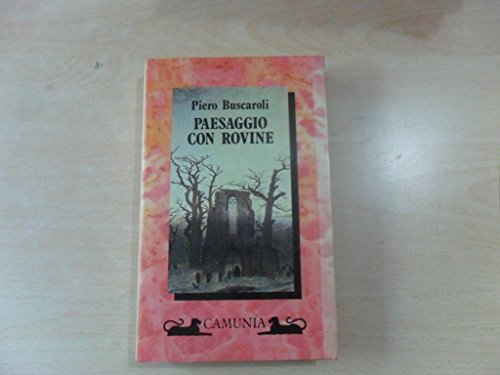 Piero Buscaroli
PAESAGGIO
CON ROVINE
CAMUNIA